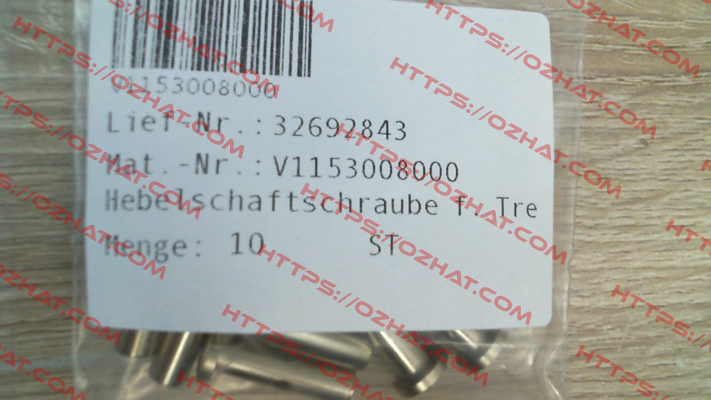 V1153008000
Lief-Nr.: 32692843
Mat.-Nr.: V1153008000
Hebelschaftschraube f. Tre
Menge: 10 ST
HTTPS://OZHAT.COM